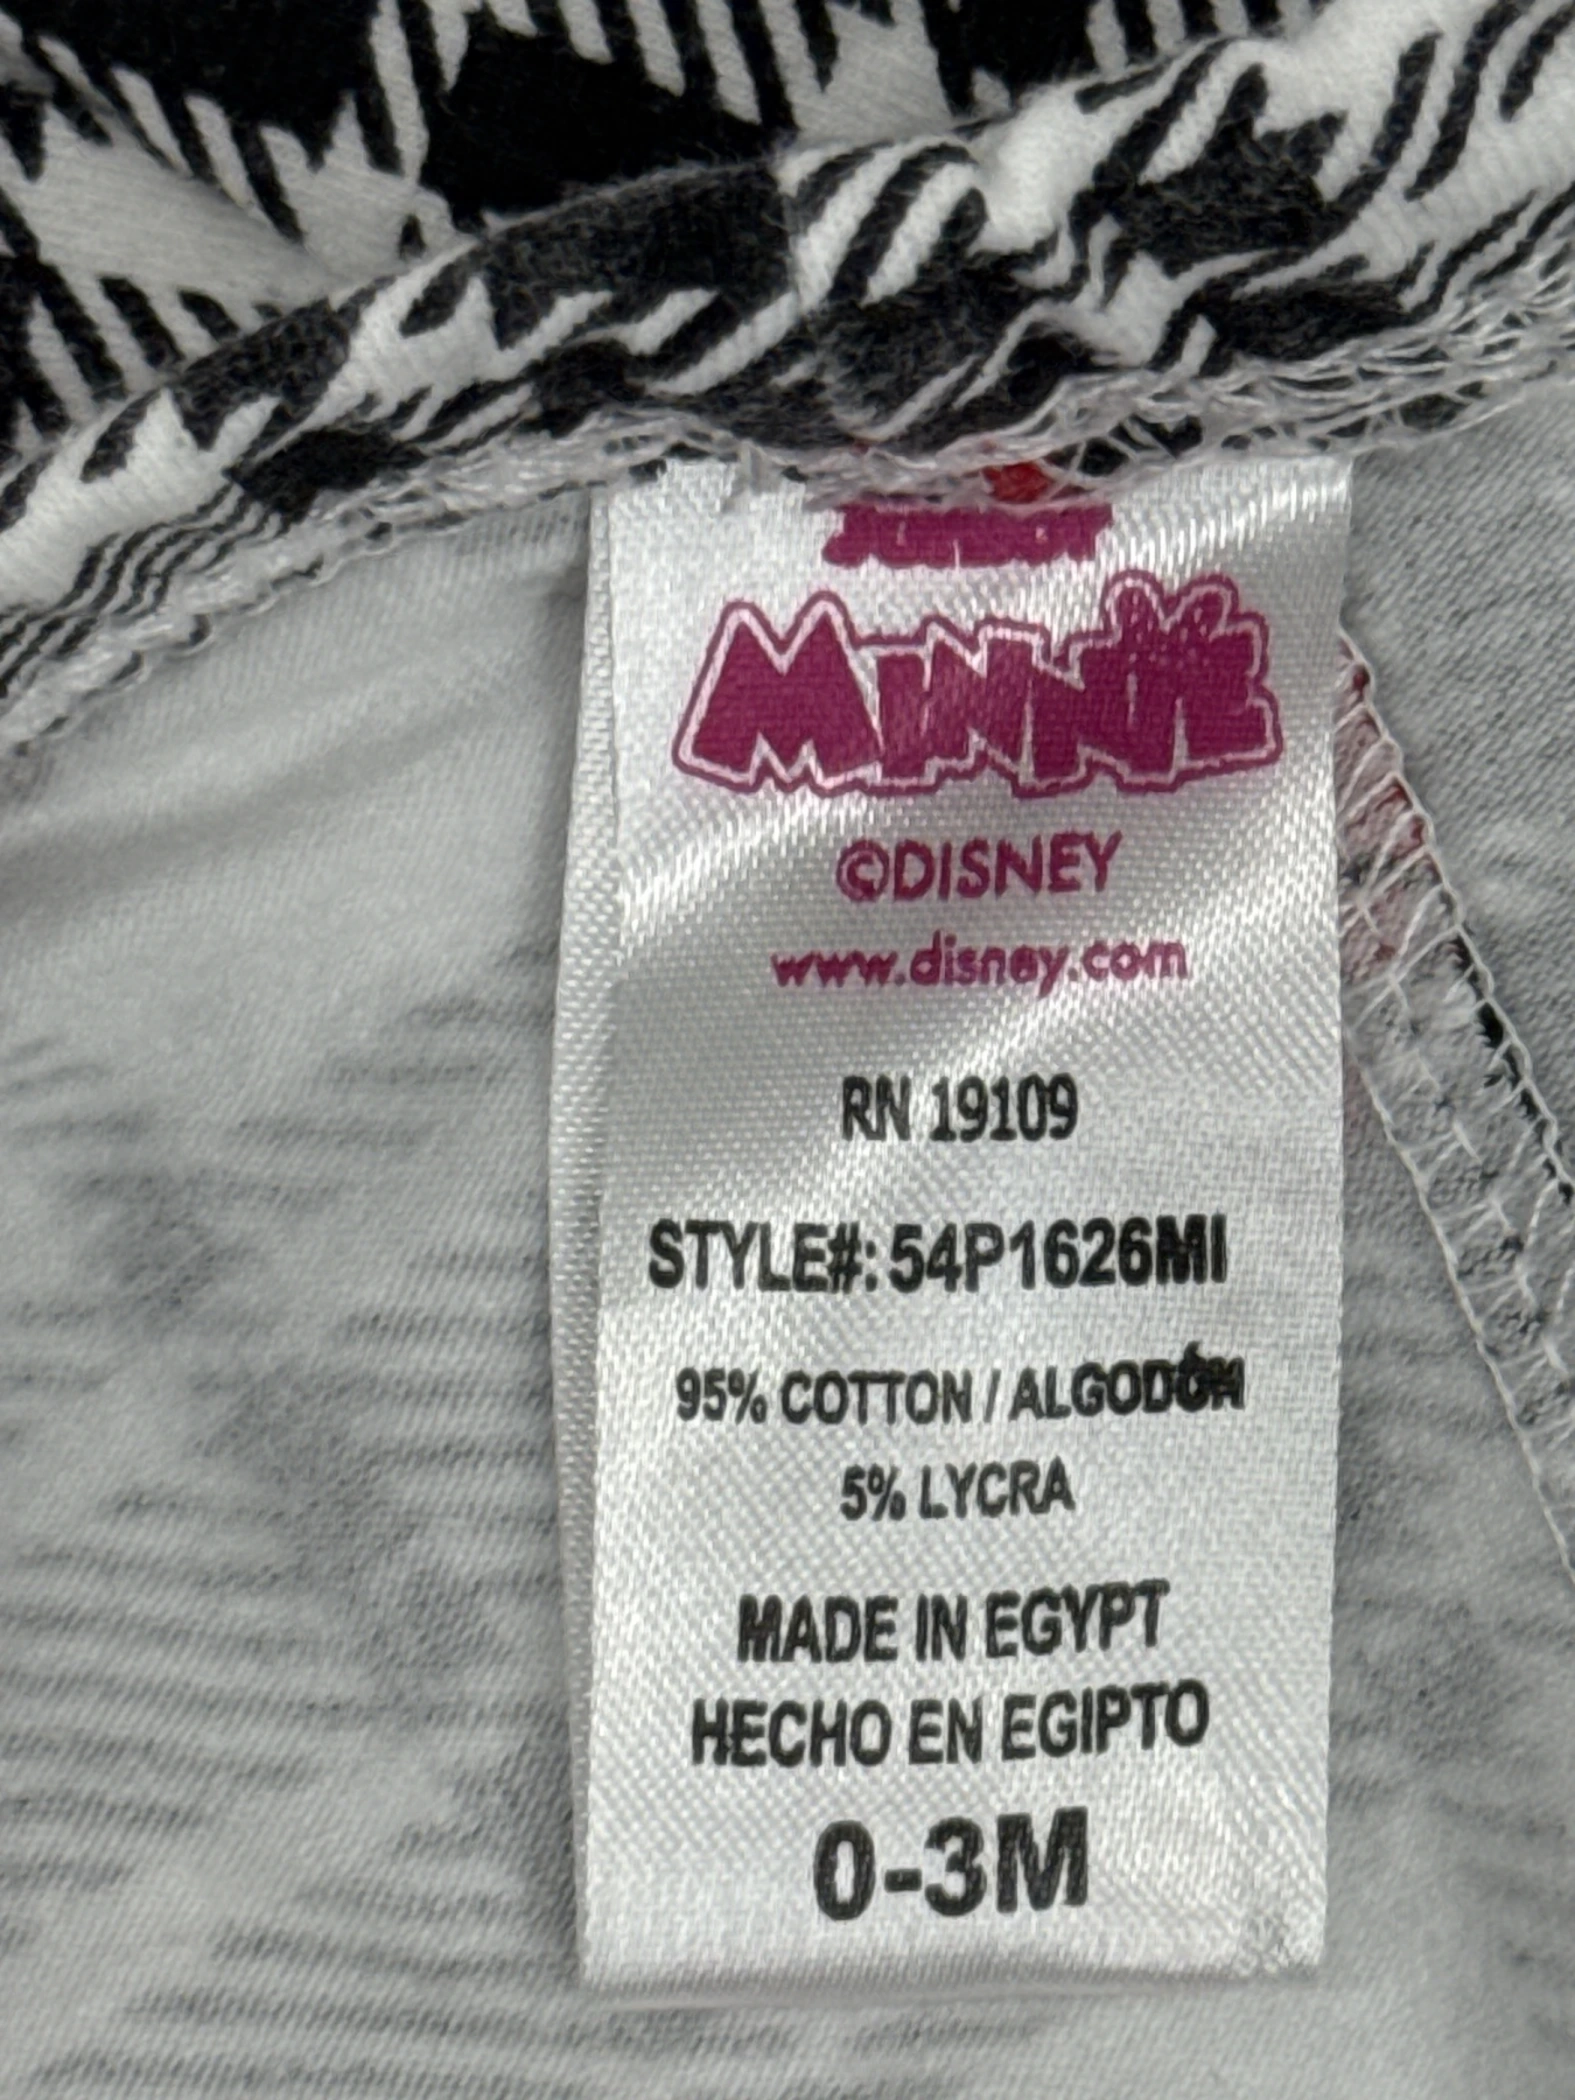 MINNIE
©DISNEY
www.disney.com
RN 19109
STYLE#: 54P1626MI
95% COTTON / ALGODÓN
5% LYCRA
MADE IN EGYPT
HECHO EN EGIPTO
0-3M